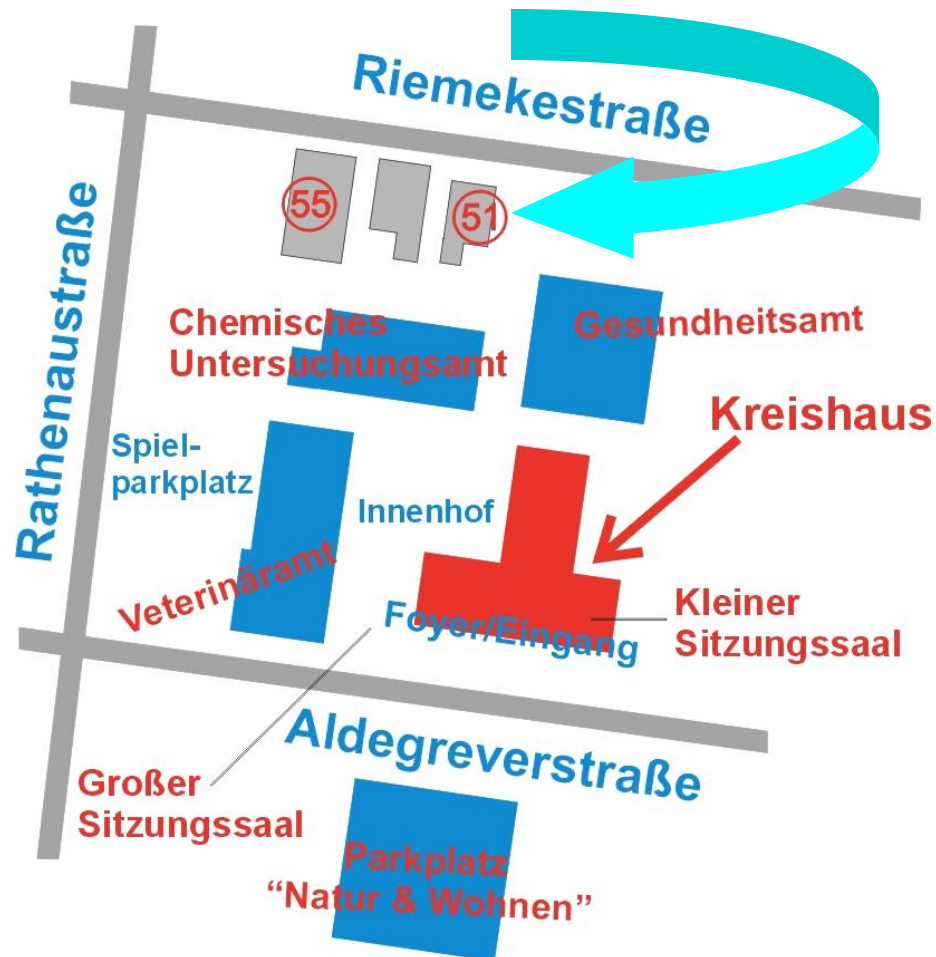 Riemekestraße
55
51
Rathenaustraße
Chemisches
Untersuchungsamt
Gesundheitsamt
Kreishaus
Spiel-
parkplatz
Innenhof
Veterinäramt
Foyer/Eingang
Kleiner
Sitzungssaal
Aldegreverstraße
Großer
Sitzungssaal
Parkplatz
“Natur & Wohnen”